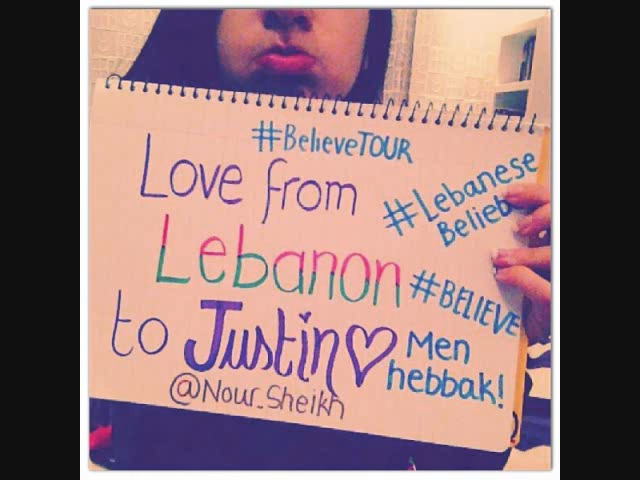 #BelieveTOUR
Love from
#Lebanese
Belieb
Lebanon
#BELIEVE
to Justin
Men
hebbak!
@Nour_Sheikh